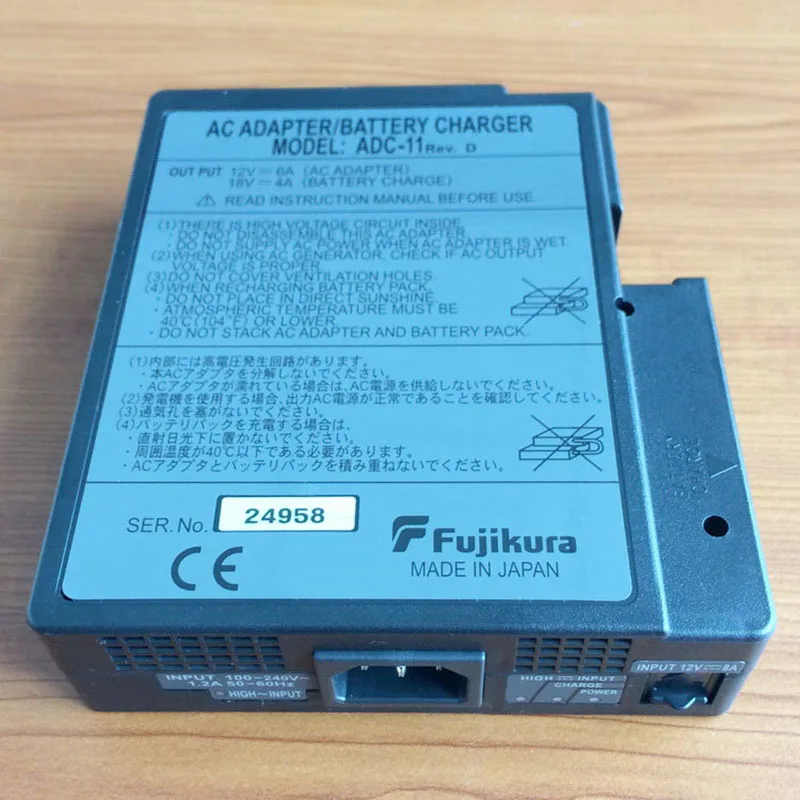 AC ADAPTER/BATTERY CHARGER
MODEL: ADC-11 Rev. D
OUT PUT 12V⎓6A (AC ADAPTER)
18V⎓4A (BATTERY CHARGE)
⚠ READ INSTRUCTION MANUAL BEFORE USE.
(1)THERE IS HIGH VOLTAGE CIRCUIT INSIDE.
・DO NOT DISASSEMBLE THIS AC ADAPTER.
・DO NOT SUPPLY AC POWER WHEN AC ADAPTER IS WET.
(2)WHEN USING AC GENERATOR, CHECK IF AC OUTPUT
VOLTAGE IS PROPER.
(3)DO NOT COVER VENTILATION HOLES.
(4)WHEN RECHARGING BATTERY PACK,
・DO NOT PLACE IN DIRECT SUNSHINE.
・ATMOSPHERIC TEMPERATURE MUST BE
40℃(104°F) OR LOWER.
・DO NOT STACK AC ADAPTER AND BATTERY PACK.
(1)内部には高電圧発生回路があります。
・本ACアダプタを分解しないでください。
・ACアダプタが濡れている場合は、AC電源を供給しないでください。
(2)発電機を使用する場合、出力AC電源が正常であることを確認してください。
(3)通気孔を塞がないでください。
(4)バッテリパックを充電する場合は、
・直射日光下に置かないでください。
・周囲温度が40℃以下である必要があります。
・ACアダプタとバッテリパックを積み重ねないでください。
SER. No. 24958
CE
Fujikura
MADE IN JAPAN
BATTERY
CHARGE
INPUT 100~240V~
1.2A 50~60Hz
HIGH~INPUT
HIGH⎓INPUT
CHARGE
POWER
INPUT 12V⎓8A